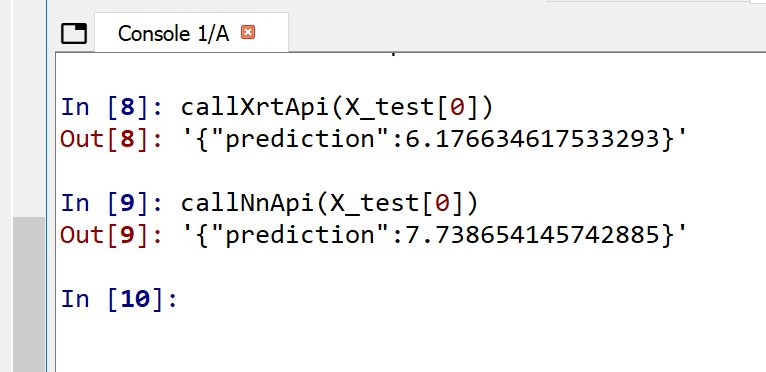 Console 1/A
In [8]: callXrtApi(X_test[0])
Out[8]: '{"prediction":6.176634617533293}'
In [9]: callNnApi(X_test[0])
Out[9]: '{"prediction":7.738654145742885}'
In [10]: